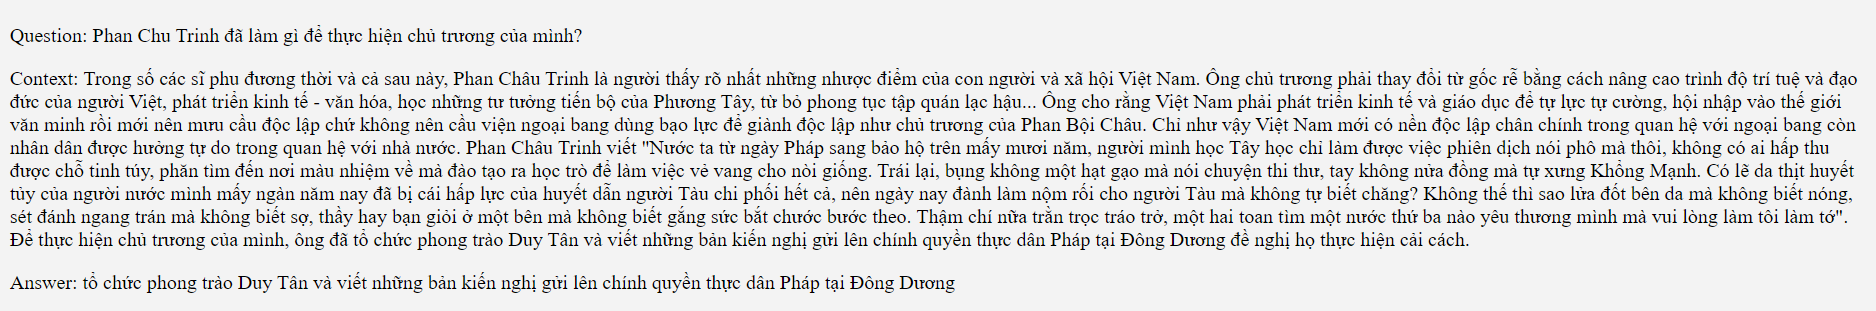 Question: Phan Chu Trinh đã làm gì để thực hiện chủ trương của mình?
Context: Trong số các sĩ phu đương thời và cả sau này, Phan Châu Trinh là người thấy rõ nhất những nhược điểm của con người và xã hội Việt Nam. Ông chủ trương phải thay đổi từ gốc rễ bằng cách nâng cao trình độ trí tuệ và đạo
đức của người Việt, phát triển kinh tế - văn hóa, học những tư tưởng tiến bộ của Phương Tây, từ bỏ phong tục tập quán lạc hậu... Ông cho rằng Việt Nam phải phát triển kinh tế và giáo dục để tự lực tự cường, hội nhập vào thế giới
văn minh rồi mới nên mưu cầu độc lập chứ không nên cầu viện ngoại bang dùng bạo lực để giành độc lập như chủ trương của Phan Bội Châu. Chỉ như vậy Việt Nam mới có nền độc lập chân chính trong quan hệ với ngoại bang còn
nhân dân được hưởng tự do trong quan hệ với nhà nước. Phan Châu Trinh viết "Nước ta từ ngày Pháp sang bảo hộ trên mấy mươi năm, người mình học Tây học chỉ làm được việc phiên dịch nói phô mà thôi, không có ai hấp thu
được chỗ tinh túy, phăn tìm đến nơi màu nhiệm về mà đào tạo ra học trò để làm việc vẻ vang cho nòi giống. Trái lại, bụng không một hạt gạo mà nói chuyện thi thư, tay không nửa đồng mà tự xưng Khổng Mạnh. Có lẽ da thịt huyết
tủy của người nước mình mấy ngàn năm nay đã bị cái hấp lực của huyết dẫn người Tàu chi phối hết cả, nên ngày nay đành làm nộm rối cho người Tàu mà không tự biết chăng? Không thế thì sao lửa đốt bên da mà không biết nóng,
sét đánh ngang trán mà không biết sợ, thầy hay bạn giỏi ở một bên mà không biết gắng sức bắt chước bước theo. Thậm chí nữa trằn trọc tráo trở, một hai toan tìm một nước thứ ba nào yêu thương mình mà vui lòng làm tôi làm tớ".
Để thực hiện chủ trương của mình, ông đã tổ chức phong trào Duy Tân và viết những bản kiến nghị gửi lên chính quyền thực dân Pháp tại Đông Dương đề nghị họ thực hiện cải cách.
Answer: tổ chức phong trào Duy Tân và viết những bản kiến nghị gửi lên chính quyền thực dân Pháp tại Đông Dương